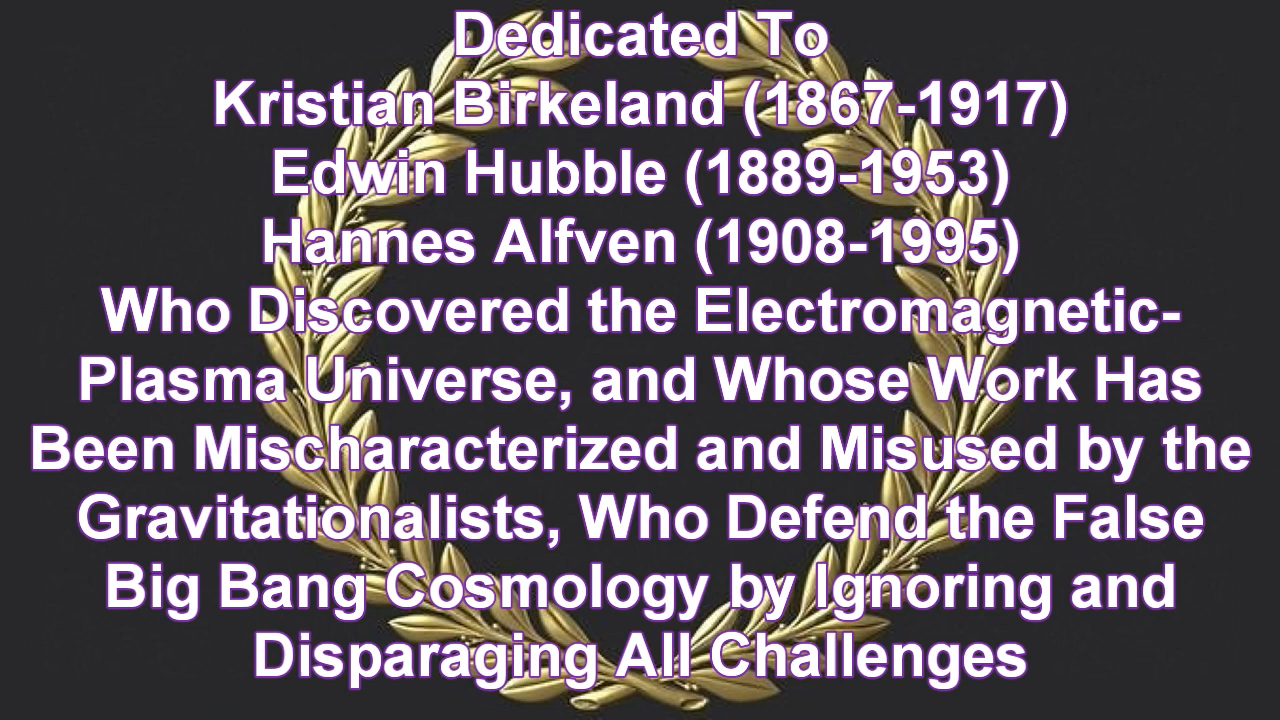 Dedicated To
Kristian Birkeland (1867-1917)
Edwin Hubble (1889-1953)
Hannes Alfven (1908-1995)
Who Discovered the Electromagnetic-
Plasma Universe, and Whose Work Has
Been Mischaracterized and Misused by the
Gravitationalists, Who Defend the False
Big Bang Cosmology by Ignoring and
Disparaging All Challenges